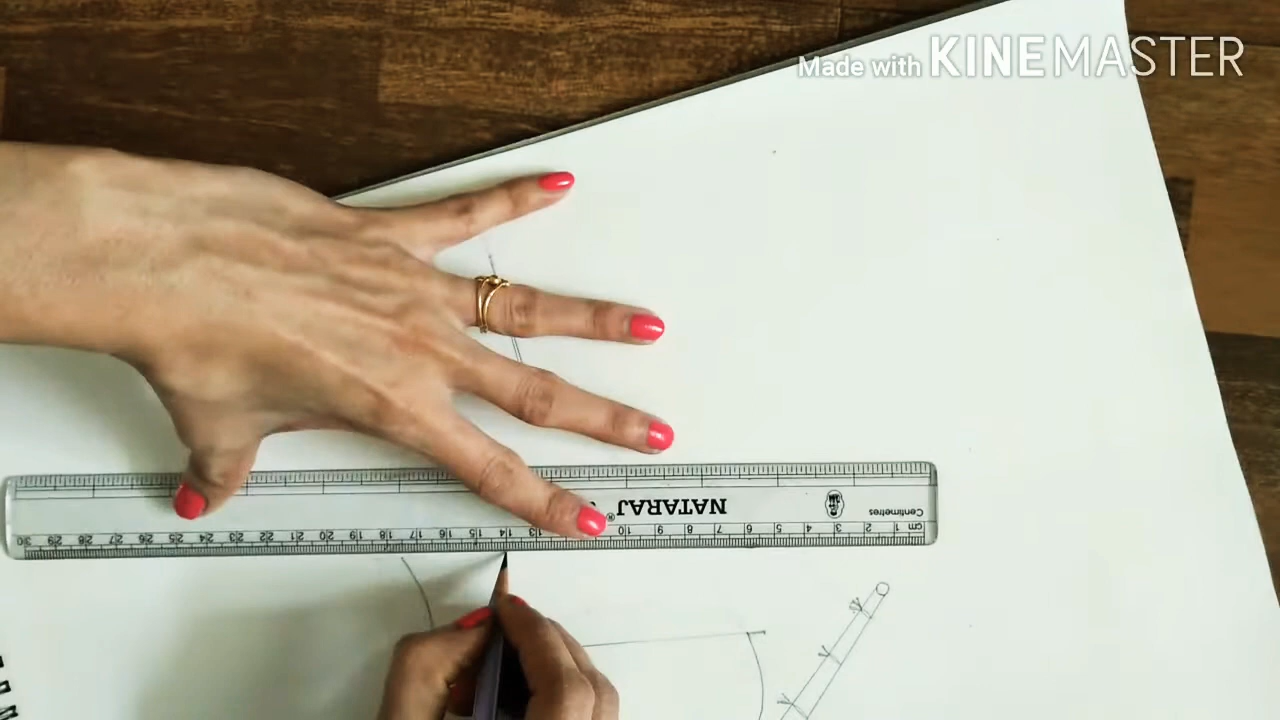 Made with KINEMASTER
NATARAJ ®
Centimetres
30 29 28 27 26 25 24 23 22 21 20 19 18 17 16 15 14 13 10 9 8 7 6 5 4 3 2 1 cm